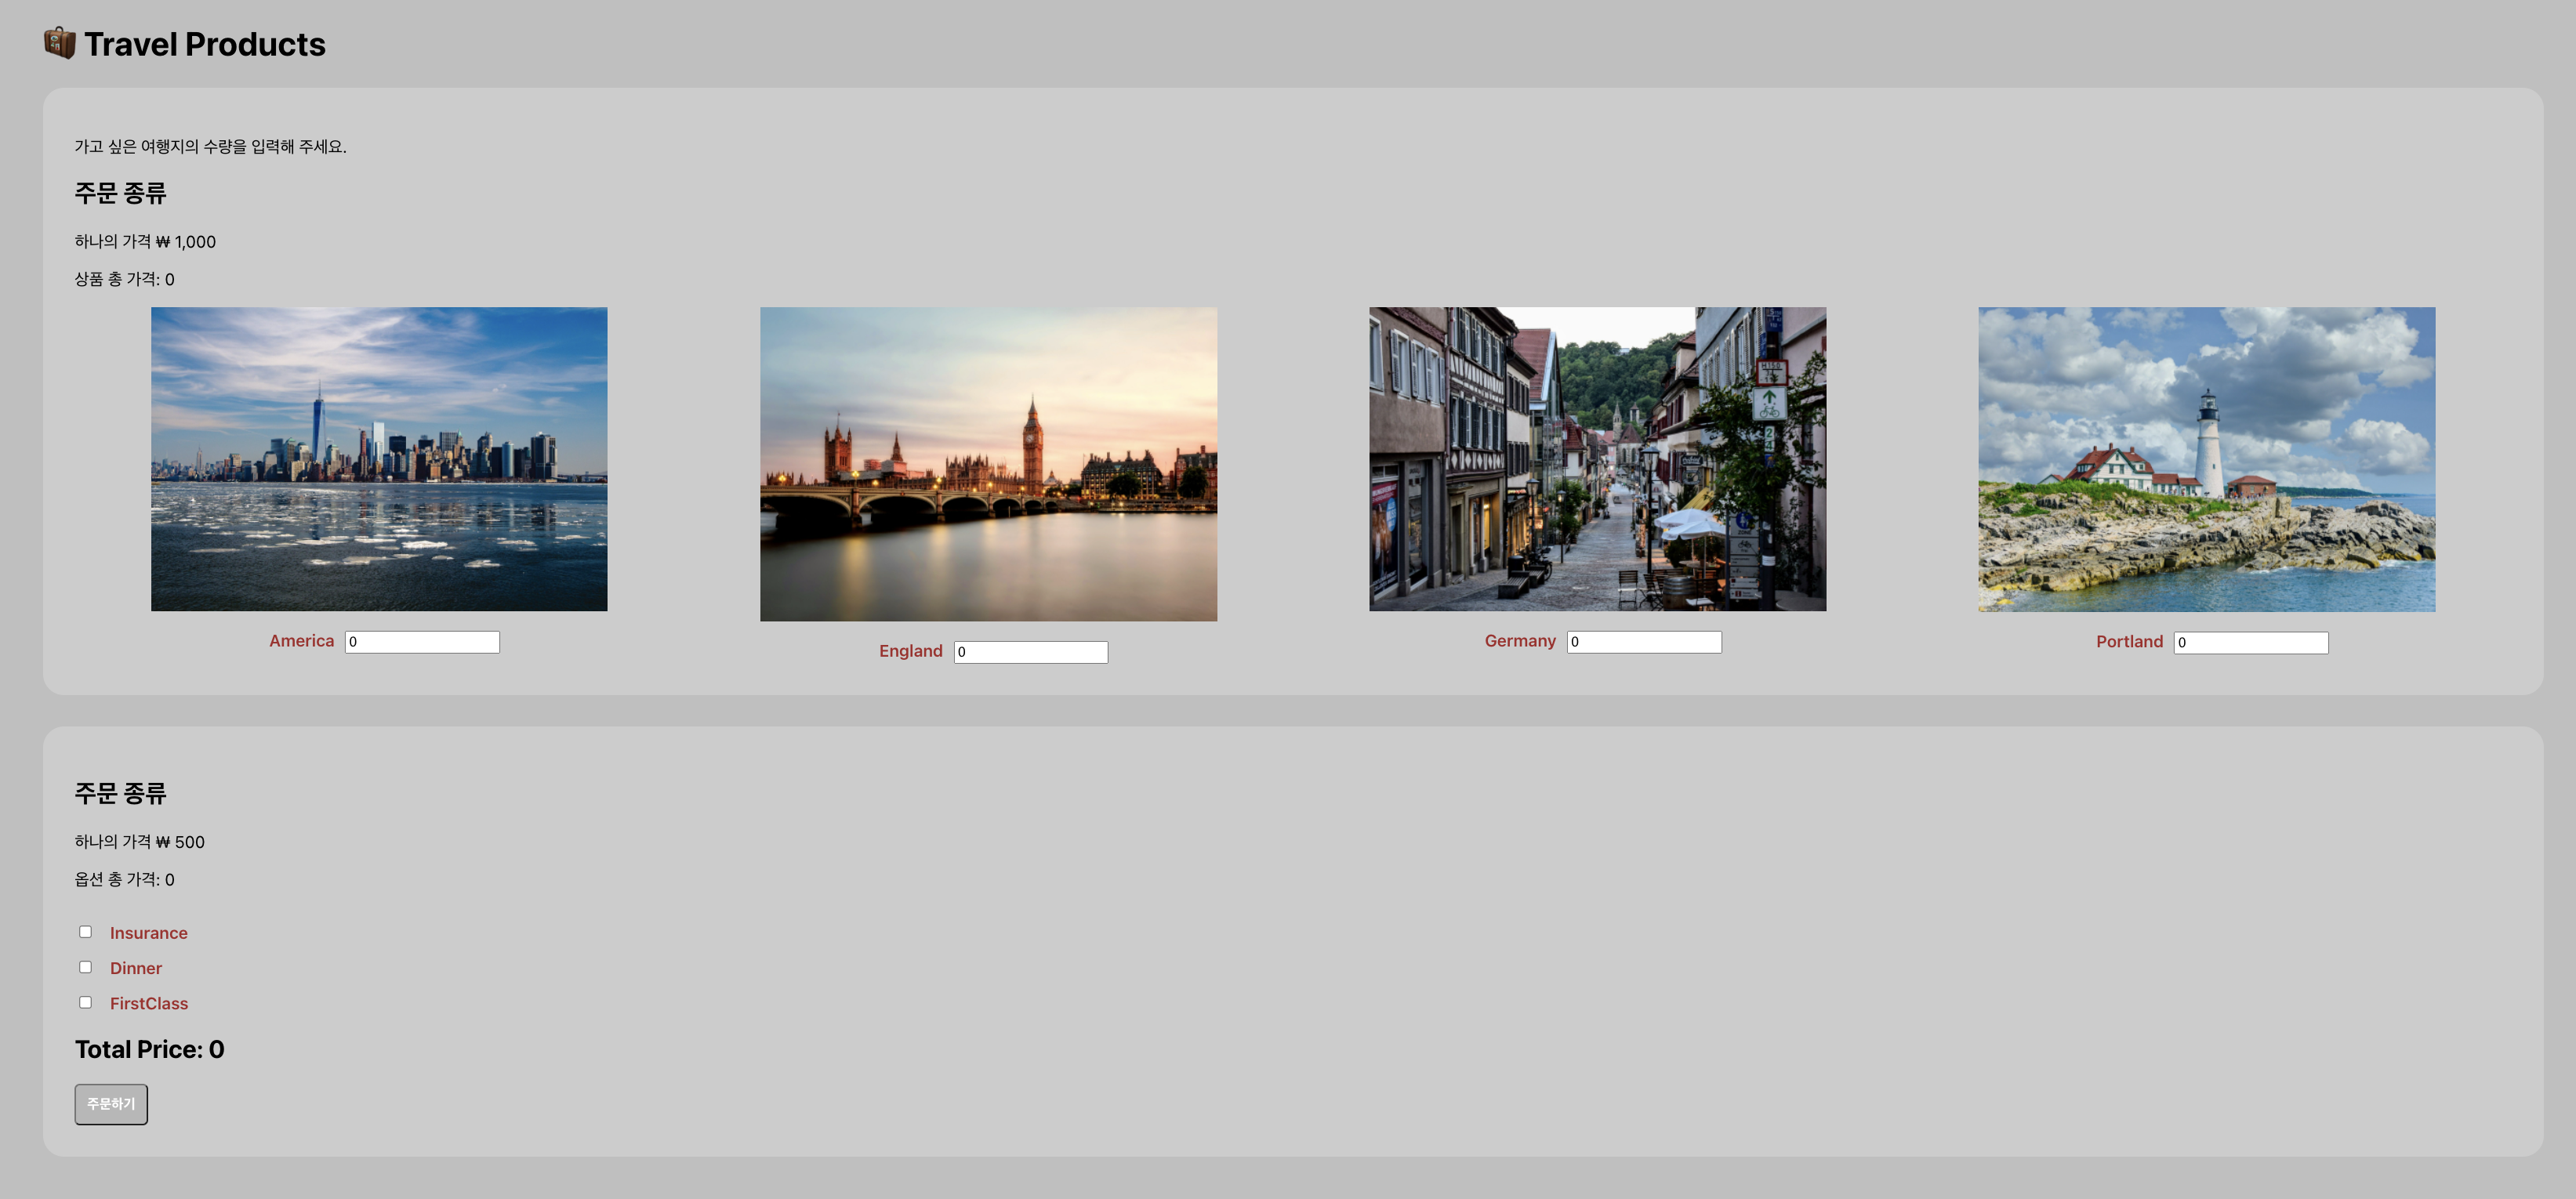 Travel Products
가고 싶은 여행지의 수량을 입력해 주세요.
주문 종류
하나의 가격 ₩ 1,000
상품 총 가격: 0
America 0
England 0
Germany 0
Portland 0
주문 종류
하나의 가격 ₩ 500
옵션 총 가격: 0
Insurance
Dinner
FirstClass
Total Price: 0
주문하기